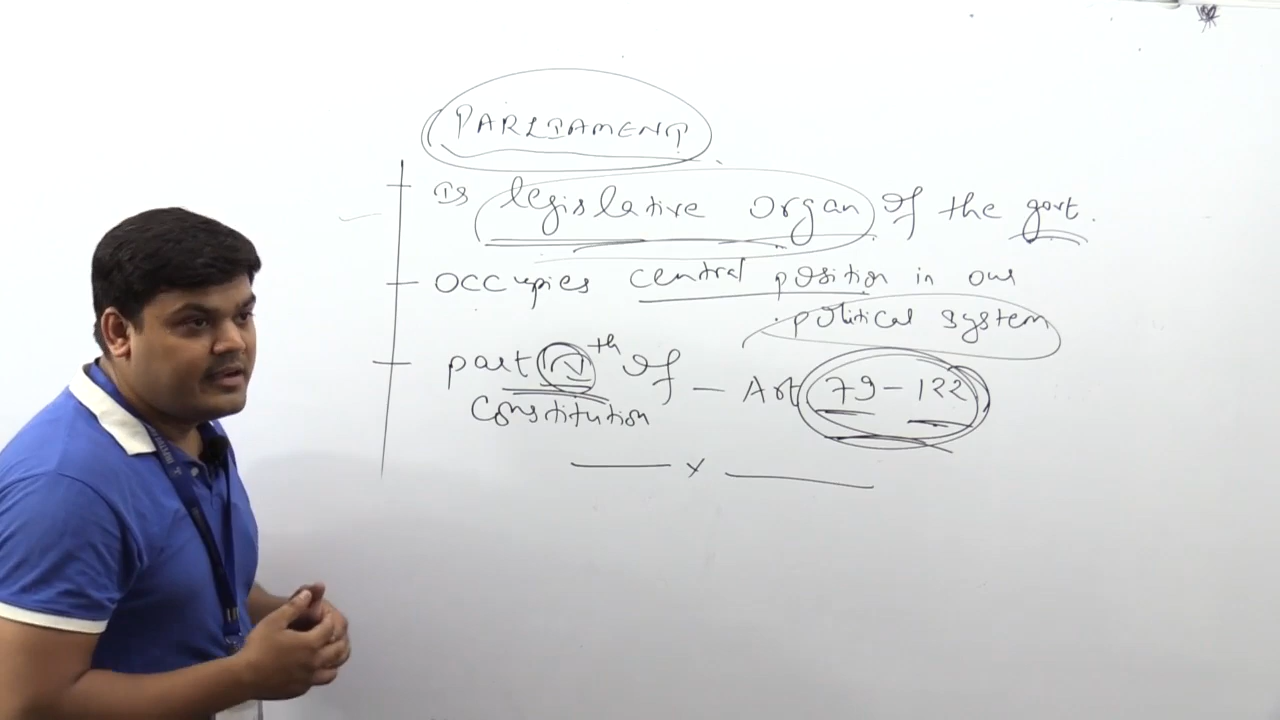 PARLIAMENT
Is legislative organ of the govt.
Occupies central position in our
political system
part V th of — Art 79-122
Constitution
— x —